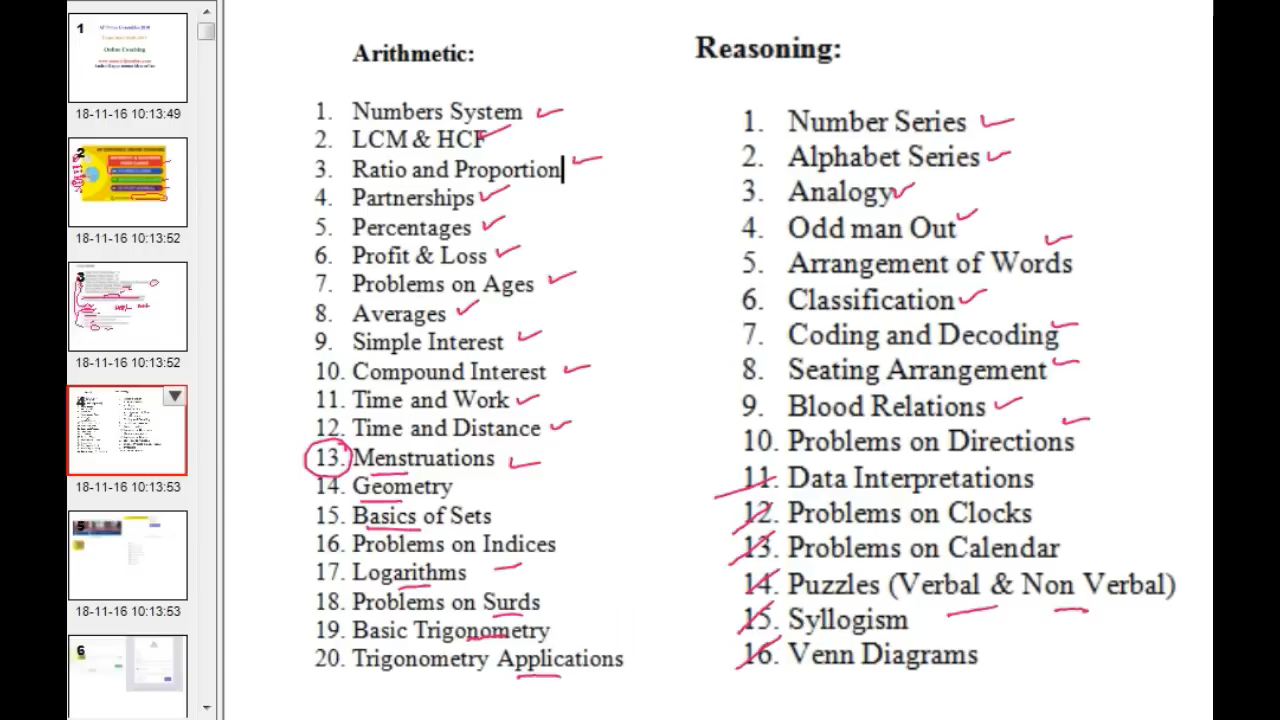 1
18-11-16 10:13:49
2
18-11-16 10:13:52
3
18-11-16 10:13:52
4
18-11-16 10:13:53
5
18-11-16 10:13:53
6
Arithmetic:
1. Numbers System
2. LCM & HCF
3. Ratio and Proportion
4. Partnerships
5. Percentages
6. Profit & Loss
7. Problems on Ages
8. Averages
9. Simple Interest
10. Compound Interest
11. Time and Work
12. Time and Distance
13. Menstruations
14. Geometry
15. Basics of Sets
16. Problems on Indices
17. Logarithms
18. Problems on Surds
19. Basic Trigonometry
20. Trigonometry Applications
Reasoning:
1. Number Series
2. Alphabet Series
3. Analogy
4. Odd man Out
5. Arrangement of Words
6. Classification
7. Coding and Decoding
8. Seating Arrangement
9. Blood Relations
10. Problems on Directions
11. Data Interpretations
12. Problems on Clocks
13. Problems on Calendar
14. Puzzles (Verbal & Non Verbal)
15. Syllogism
16. Venn Diagrams